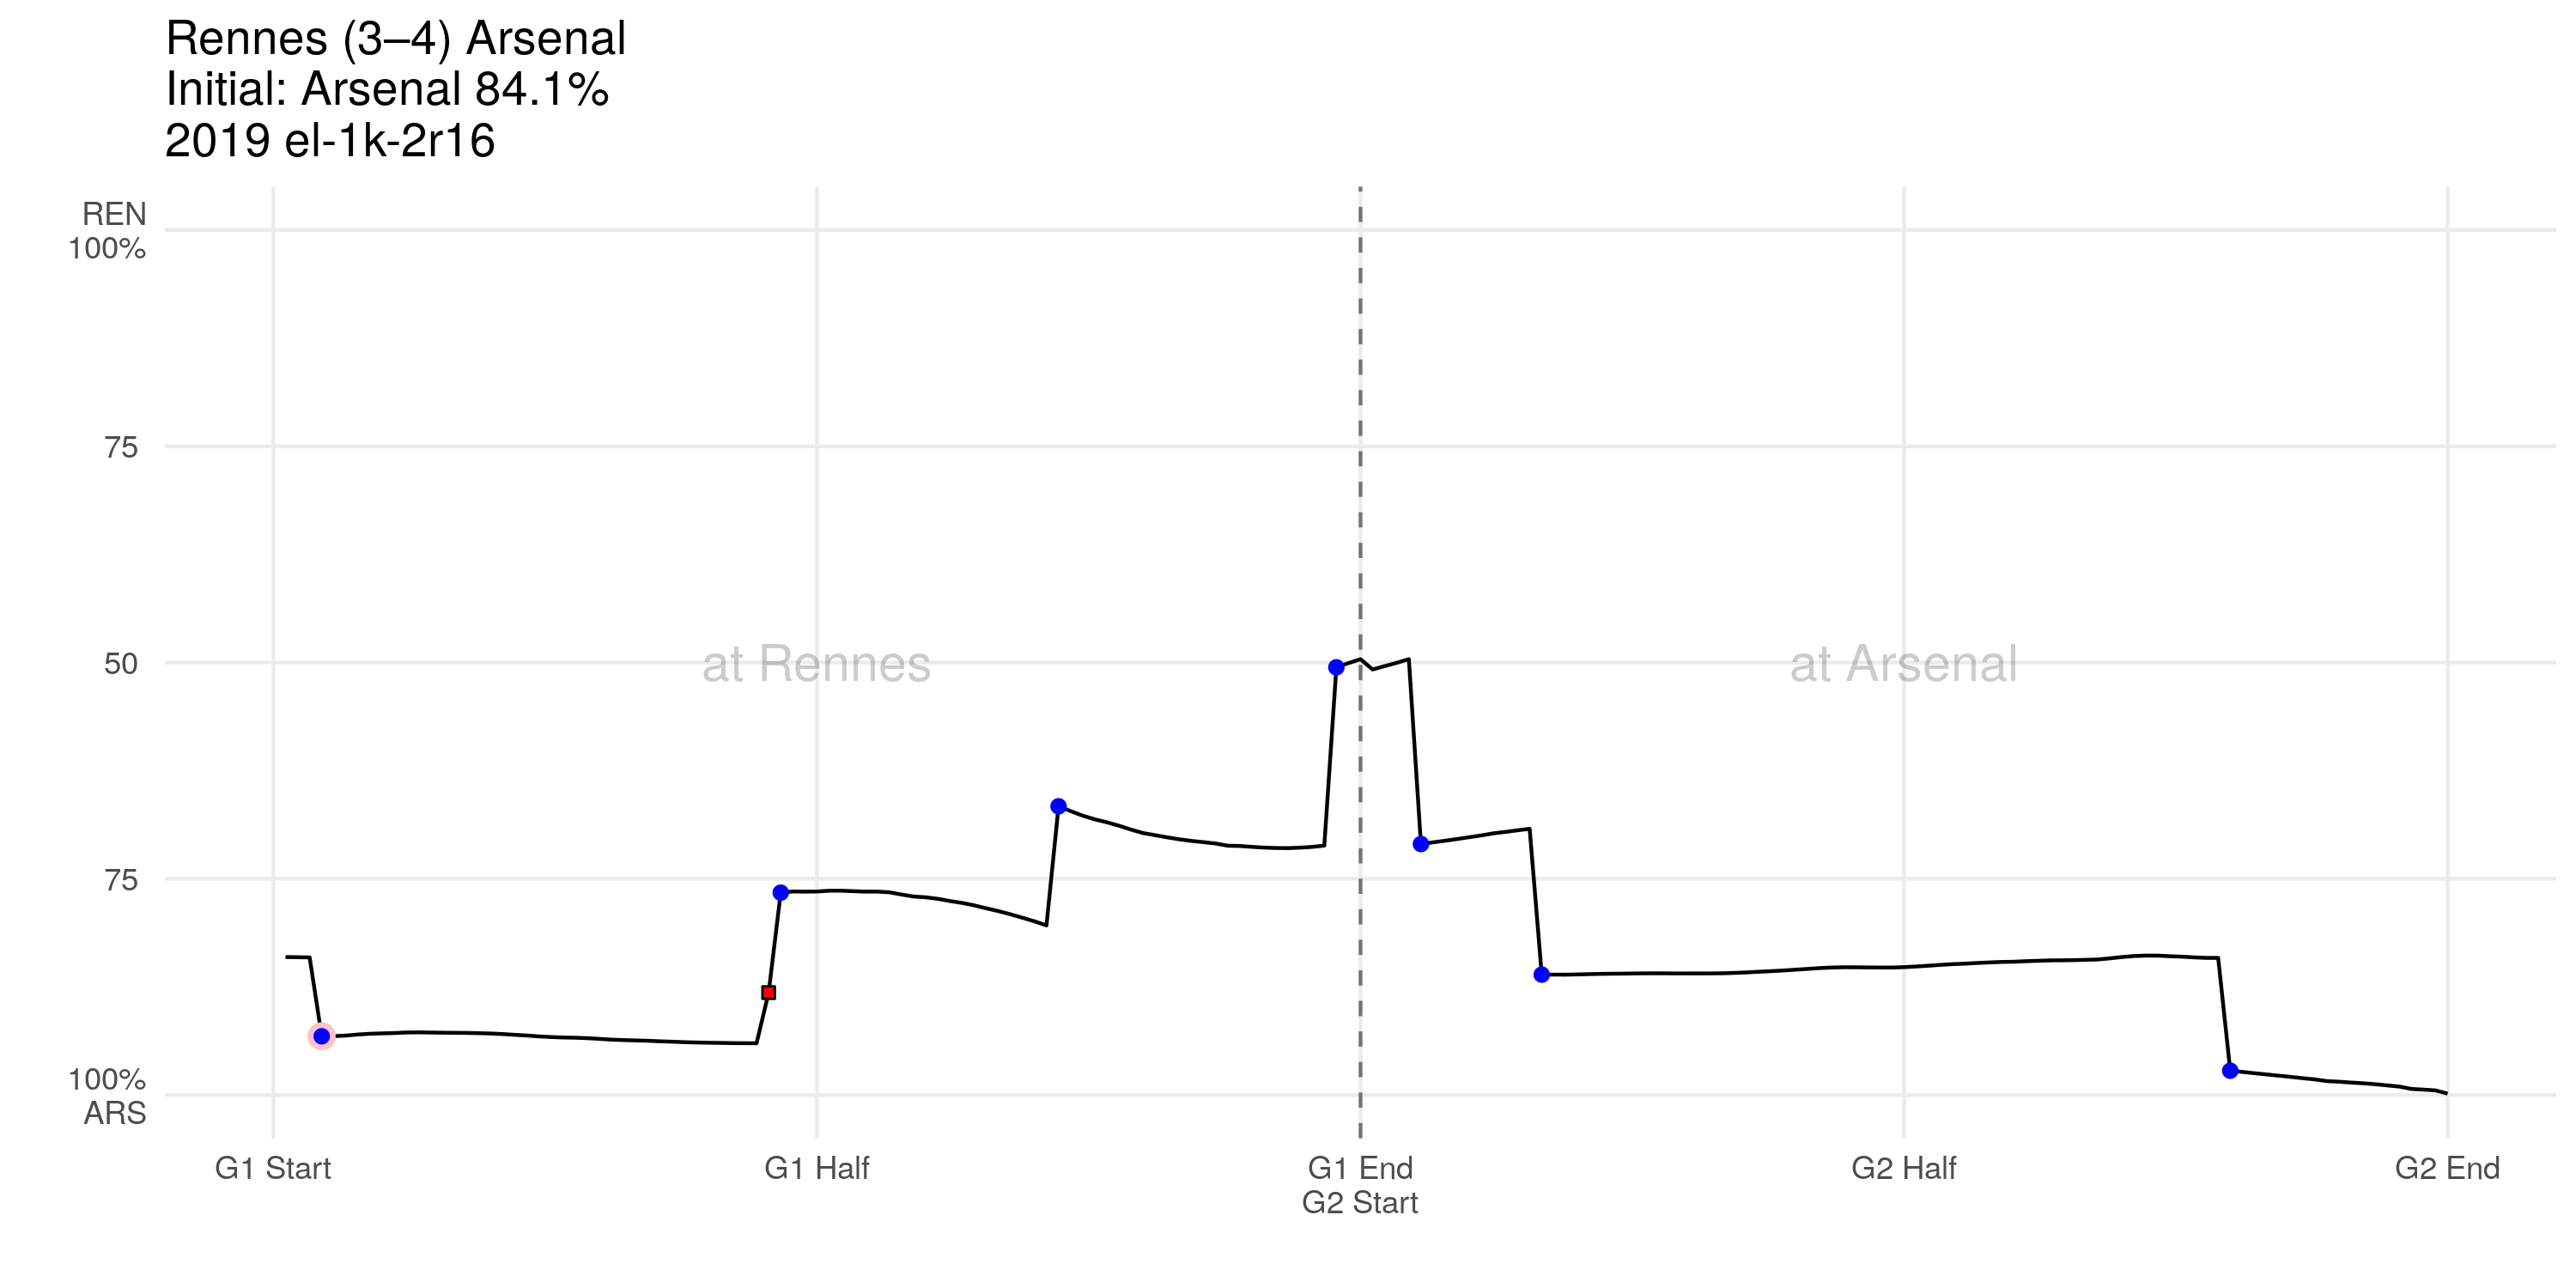 Rennes (3–4) Arsenal
Initial: Arsenal 84.1%
2019 el-1k-2r16
REN
100%
75
50
at Rennes
at Arsenal
75
100%
ARS
G1 Start
G1 Half
G1 End
G2 Start
G2 Half
G2 End